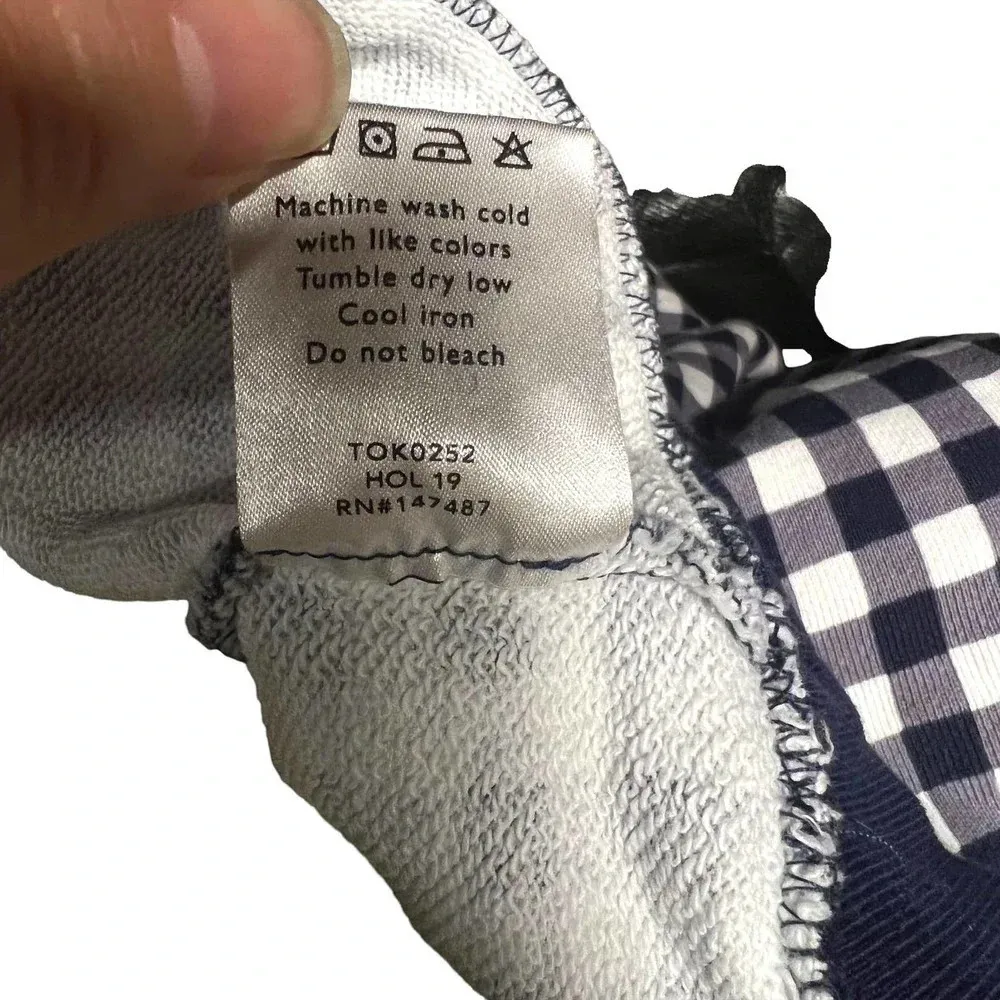 Machine wash cold
with like colors
Tumble dry low
Cool iron
Do not bleach
TOK0252
HOL 19
RN#147487